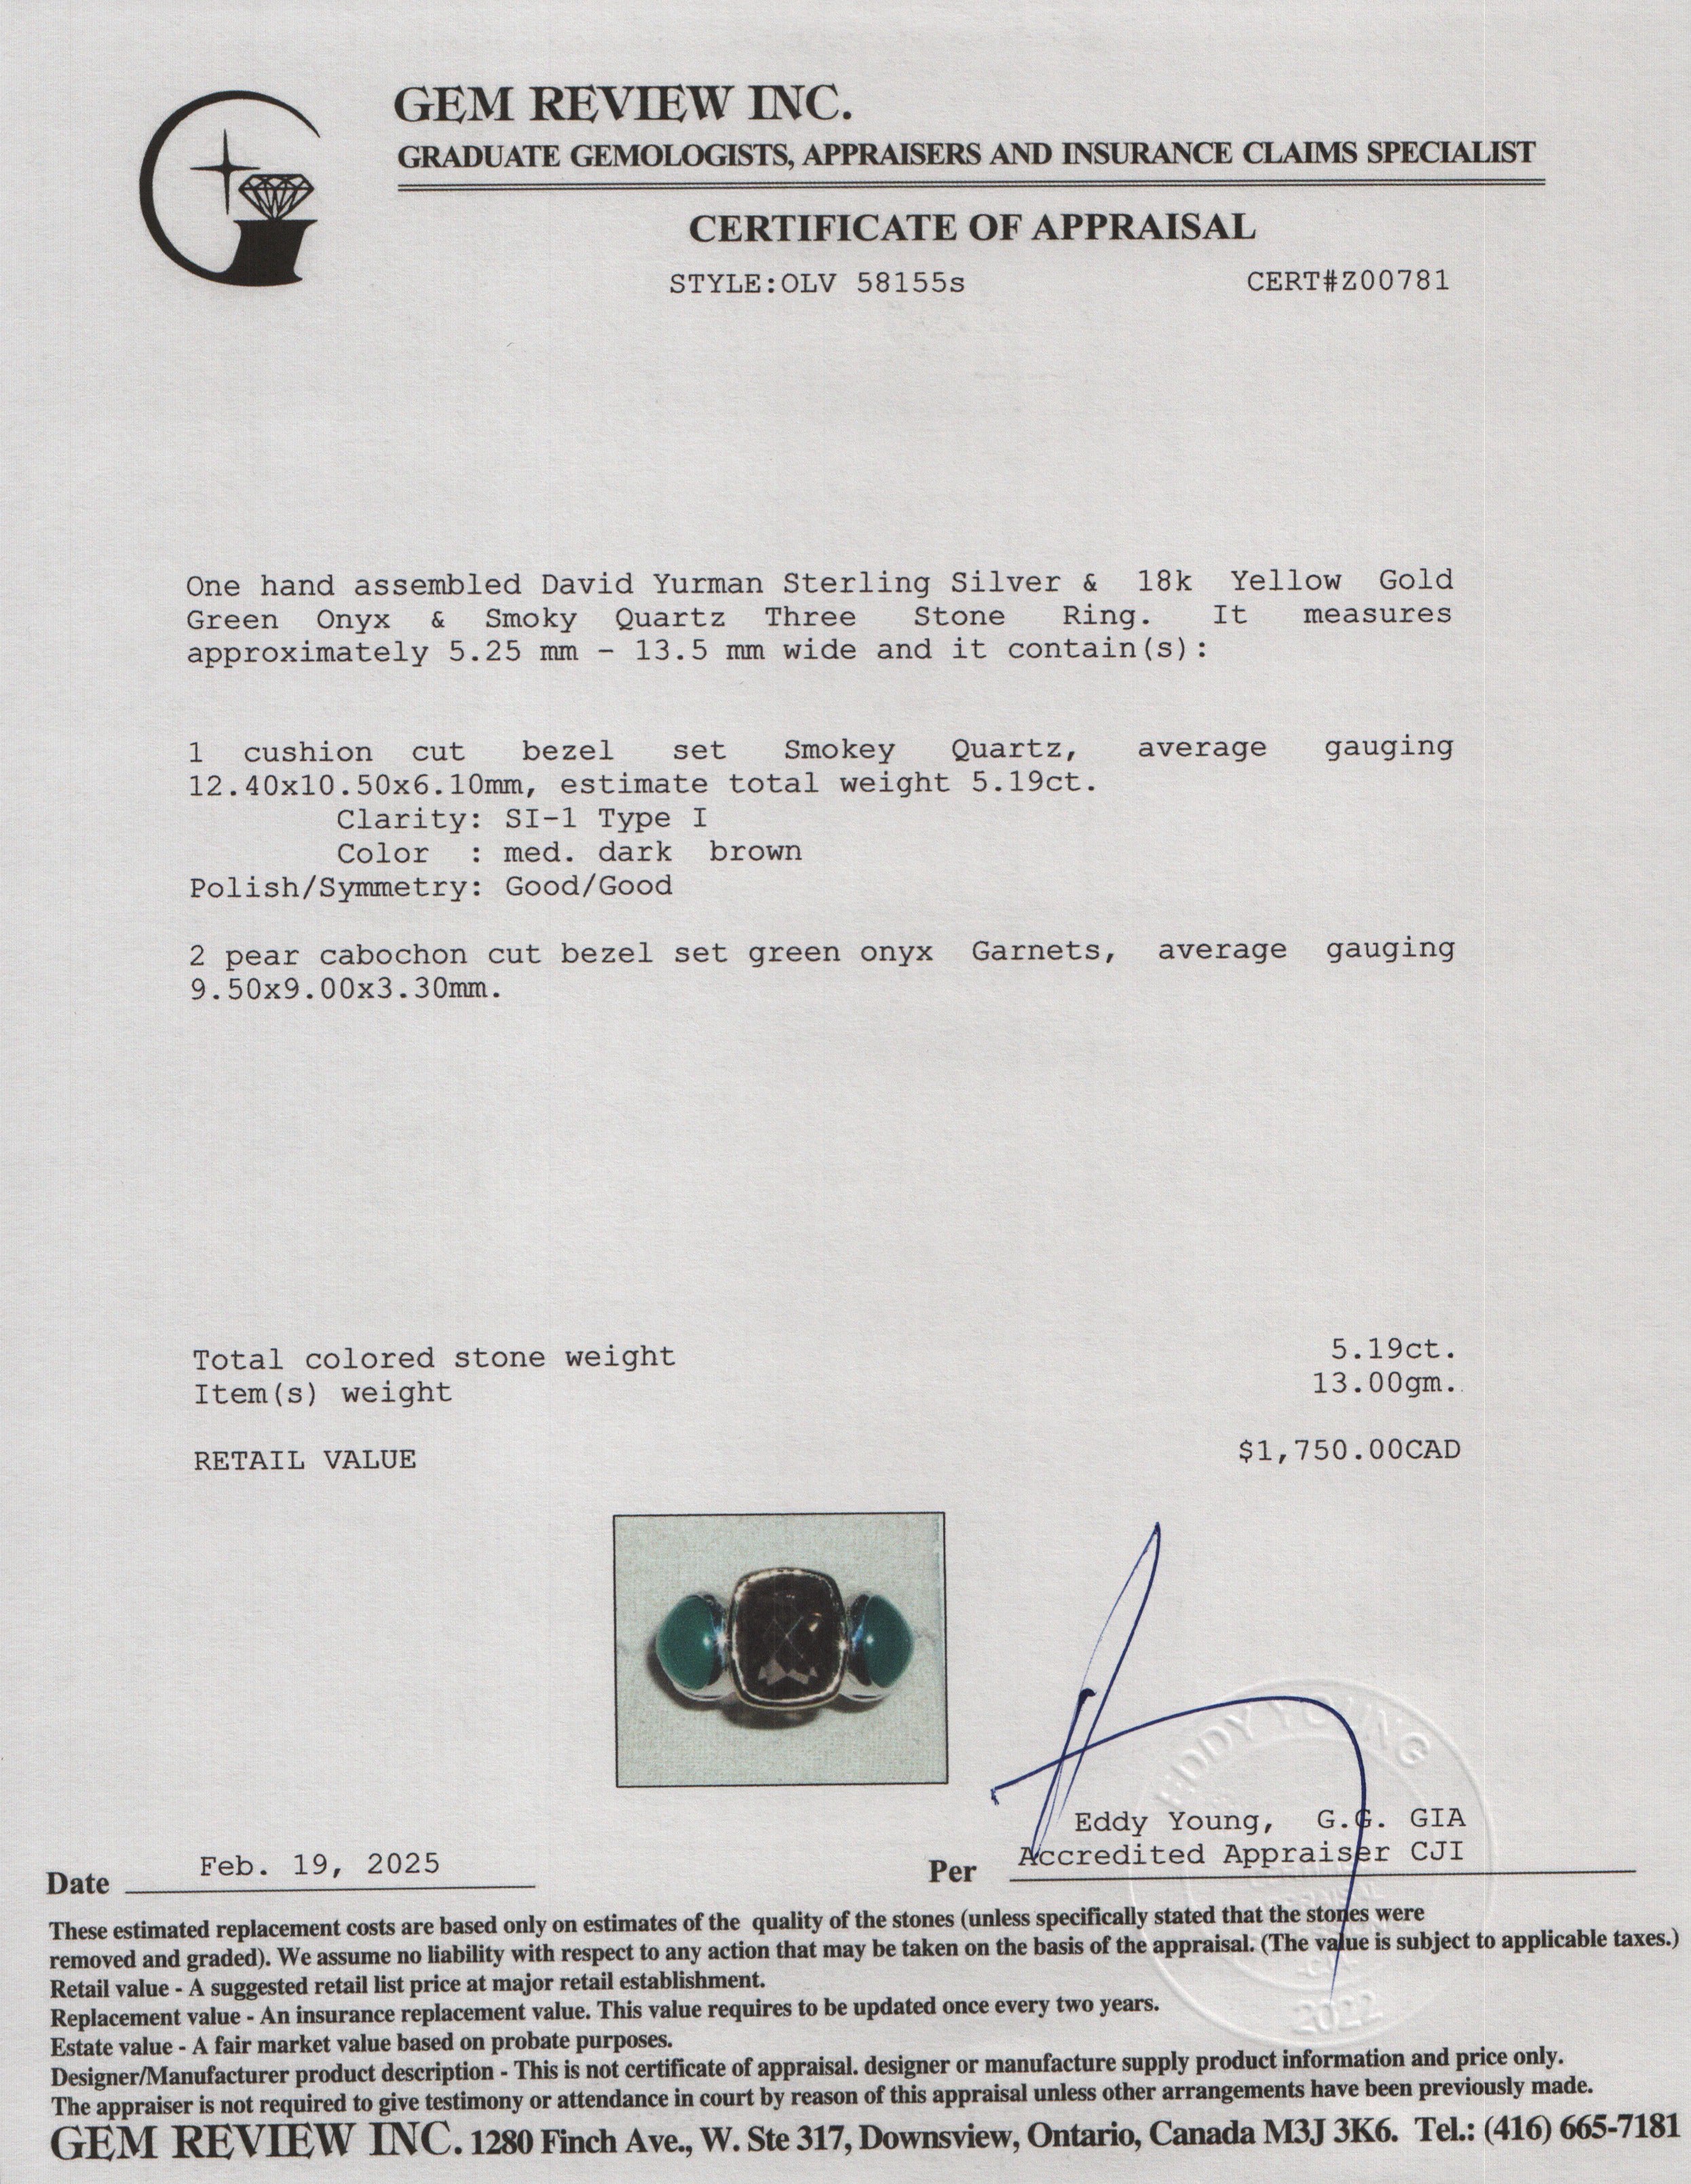 GEM REVIEW INC.
GRADUATE GEMOLOGISTS, APPRAISERS AND INSURANCE CLAIMS SPECIALIST
CERTIFICATE OF APPRAISAL
STYLE:OLV 58155s CERT#Z00781
One hand assembled David Yurman Sterling Silver & 18k Yellow Gold
Green Onyx & Smoky Quartz Three Stone Ring. It measures
approximately 5.25 mm - 13.5 mm wide and it contain(s):
1 cushion cut bezel set Smokey Quartz, average gauging
12.40x10.50x6.10mm, estimate total weight 5.19ct.
Clarity: SI-1 Type I
Color : med. dark brown
Polish/Symmetry: Good/Good
2 pear cabochon cut bezel set green onyx Garnets, average gauging
9.50x9.00x3.30mm.
Total colored stone weight 5.19ct.
Item(s) weight 13.00gm.
RETAIL VALUE $1,750.00CAD
EDDY YOUNG
Eddy Young, G.G. GIA
Accredited Appraiser CJI
Date Feb. 19, 2025 Per
2022
These estimated replacement costs are based only on estimates of the quality of the stones (unless specifically stated that the stones were
removed and graded). We assume no liability with respect to any action that may be taken on the basis of the appraisal. (The value is subject to applicable taxes.)
Retail value - A suggested retail list price at major retail establishment.
Replacement value - An insurance replacement value. This value requires to be updated once every two years.
Estate value - A fair market value based on probate purposes.
Designer/Manufacturer product description - This is not certificate of appraisal. designer or manufacture supply product information and price only.
The appraiser is not required to give testimony or attendance in court by reason of this appraisal unless other arrangements have been previously made.
GEM REVIEW INC. 1280 Finch Ave., W. Ste 317, Downsview, Ontario, Canada M3J 3K6. Tel.: (416) 665-7181